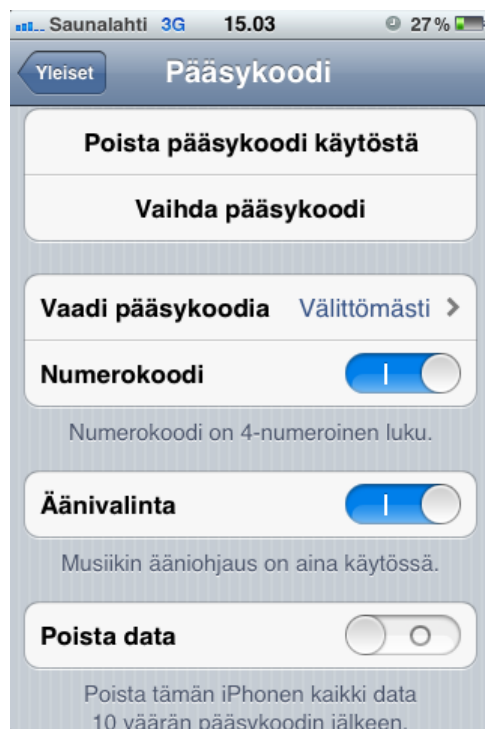 Saunalahti 3G 15.03 27 %
Yleiset Pääsykoodi
Poista pääsykoodi käytöstä
Vaihda pääsykoodi
Vaadi pääsykoodia Välittömästi
Numerokoodi
Numerokoodi on 4-numeroinen luku.
Äänivalinta
Musiikin ääniohjaus on aina käytössä.
Poista data
Poista tämän iPhonen kaikki data
10 väärän pääsykoodin jälkeen.